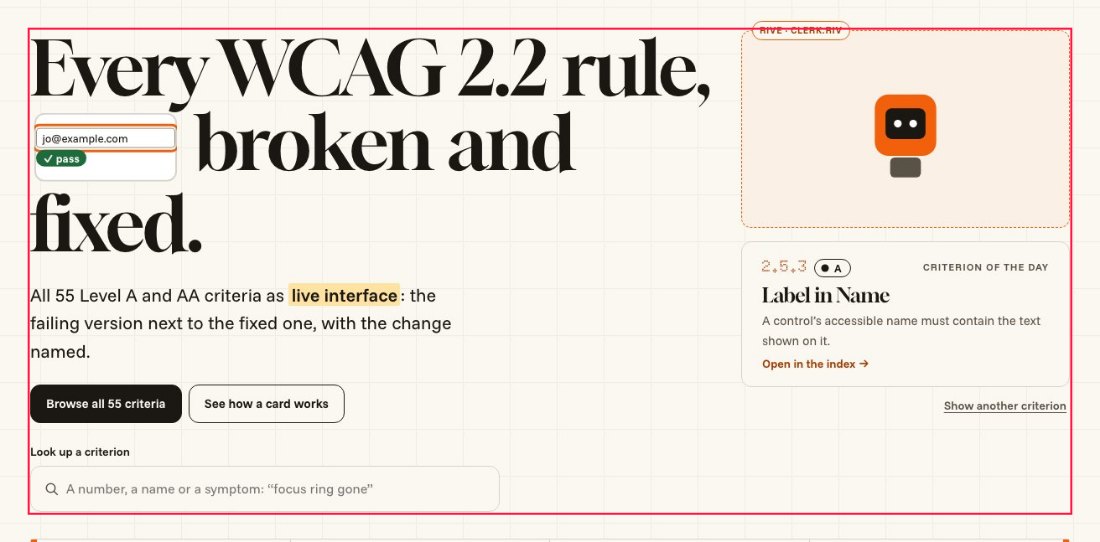 Every WCAG 2.2 rule,
jo@example.com
✓ pass
broken and
fixed.
All 55 Level A and AA criteria as live interface: the
failing version next to the fixed one, with the change
named.
Browse all 55 criteria
See how a card works
Look up a criterion
A number, a name or a symptom: “focus ring gone”
RIVE · CLERK.RIV
2.5.3
A
CRITERION OF THE DAY
Label in Name
A control’s accessible name must contain the text
shown on it.
Open in the index →
Show another criterion